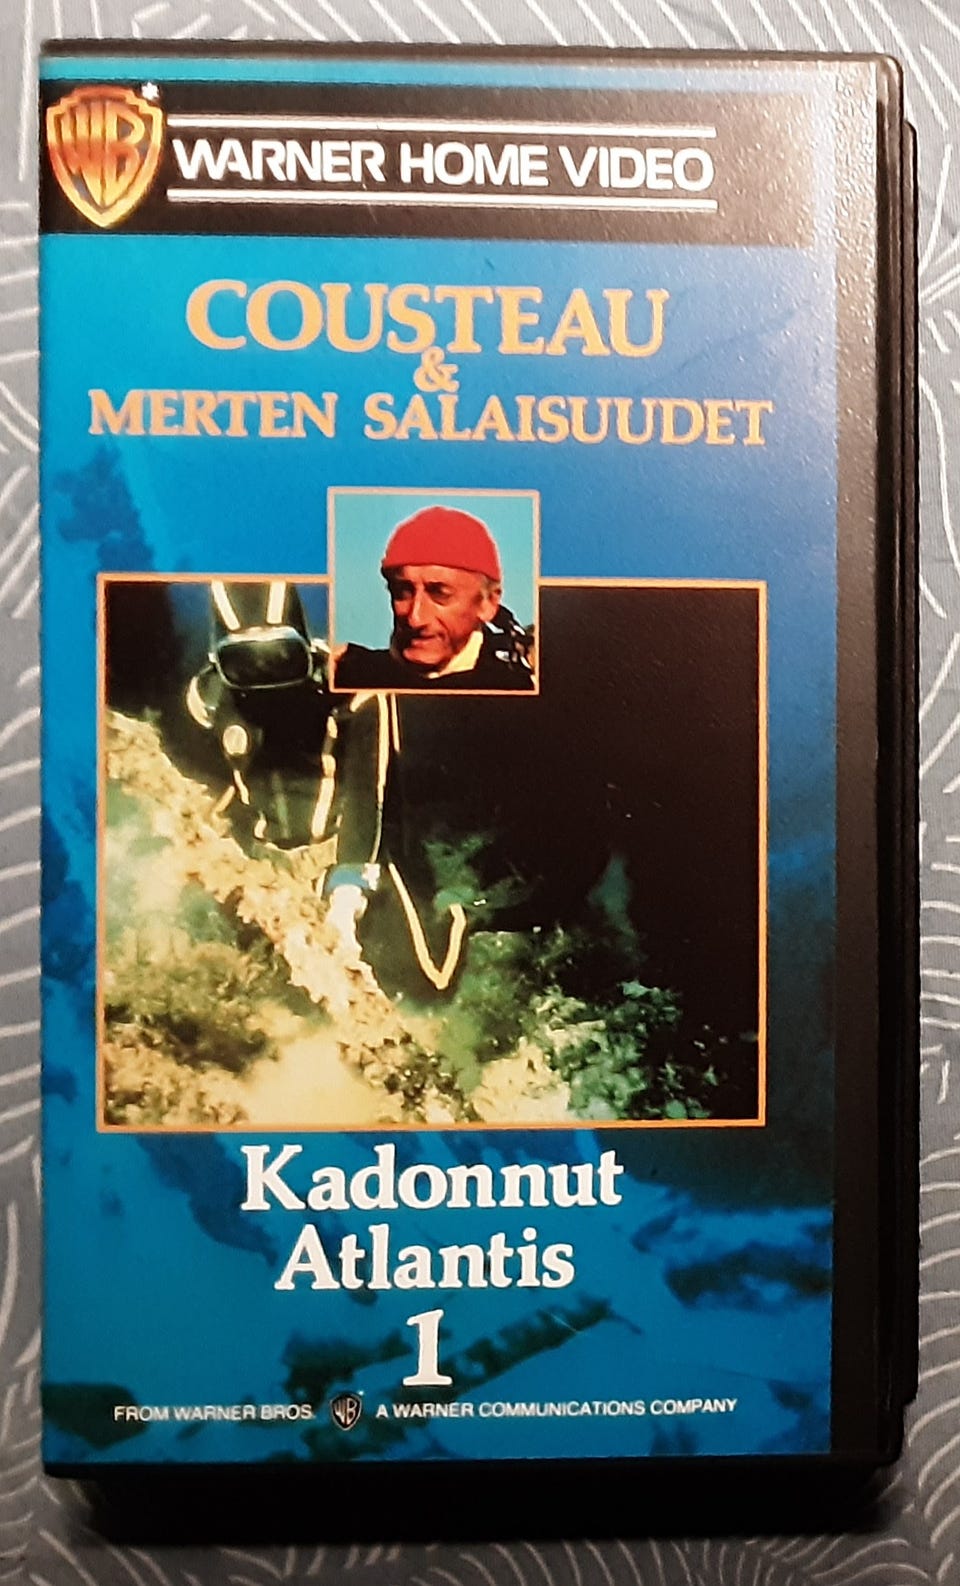 WB
WARNER HOME VIDEO
COUSTEAU
&
MERTEN SALAISUUDET
Kadonnut
Atlantis
1
FROM WARNER BROS. WB A WARNER COMMUNICATIONS COMPANY